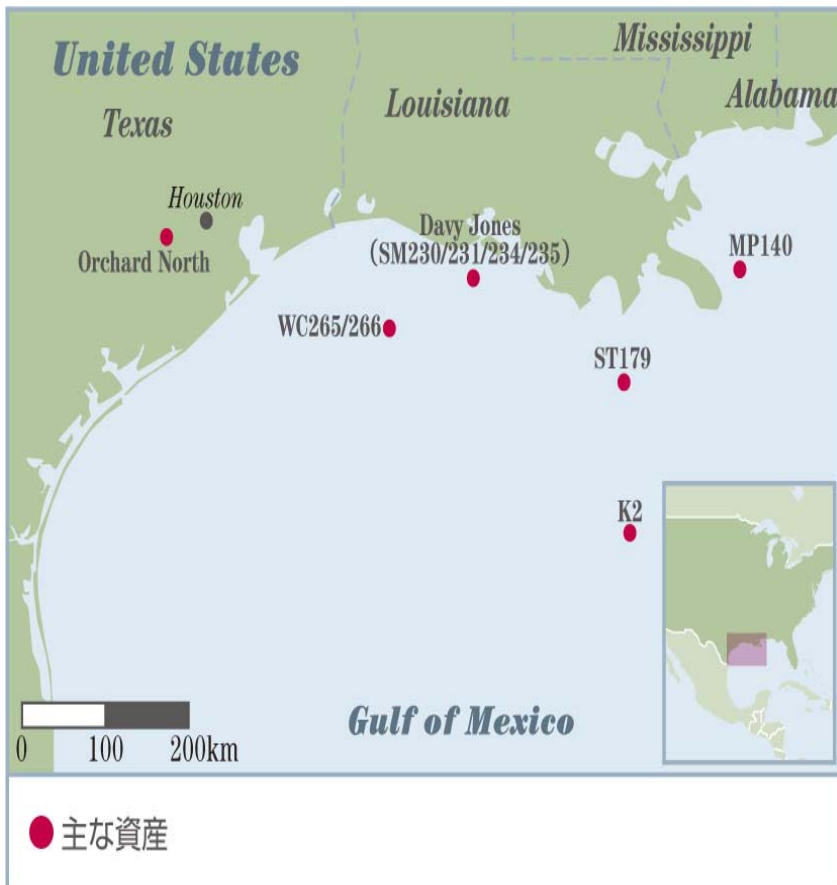 Mississippi
United States
Louisiana
Alabama
Texas
Houston
Orchard North
Davy Jones
(SM230/231/234/235)
MP140
WC265/266
ST179
K2
Gulf of Mexico
0 100 200km
主な資産